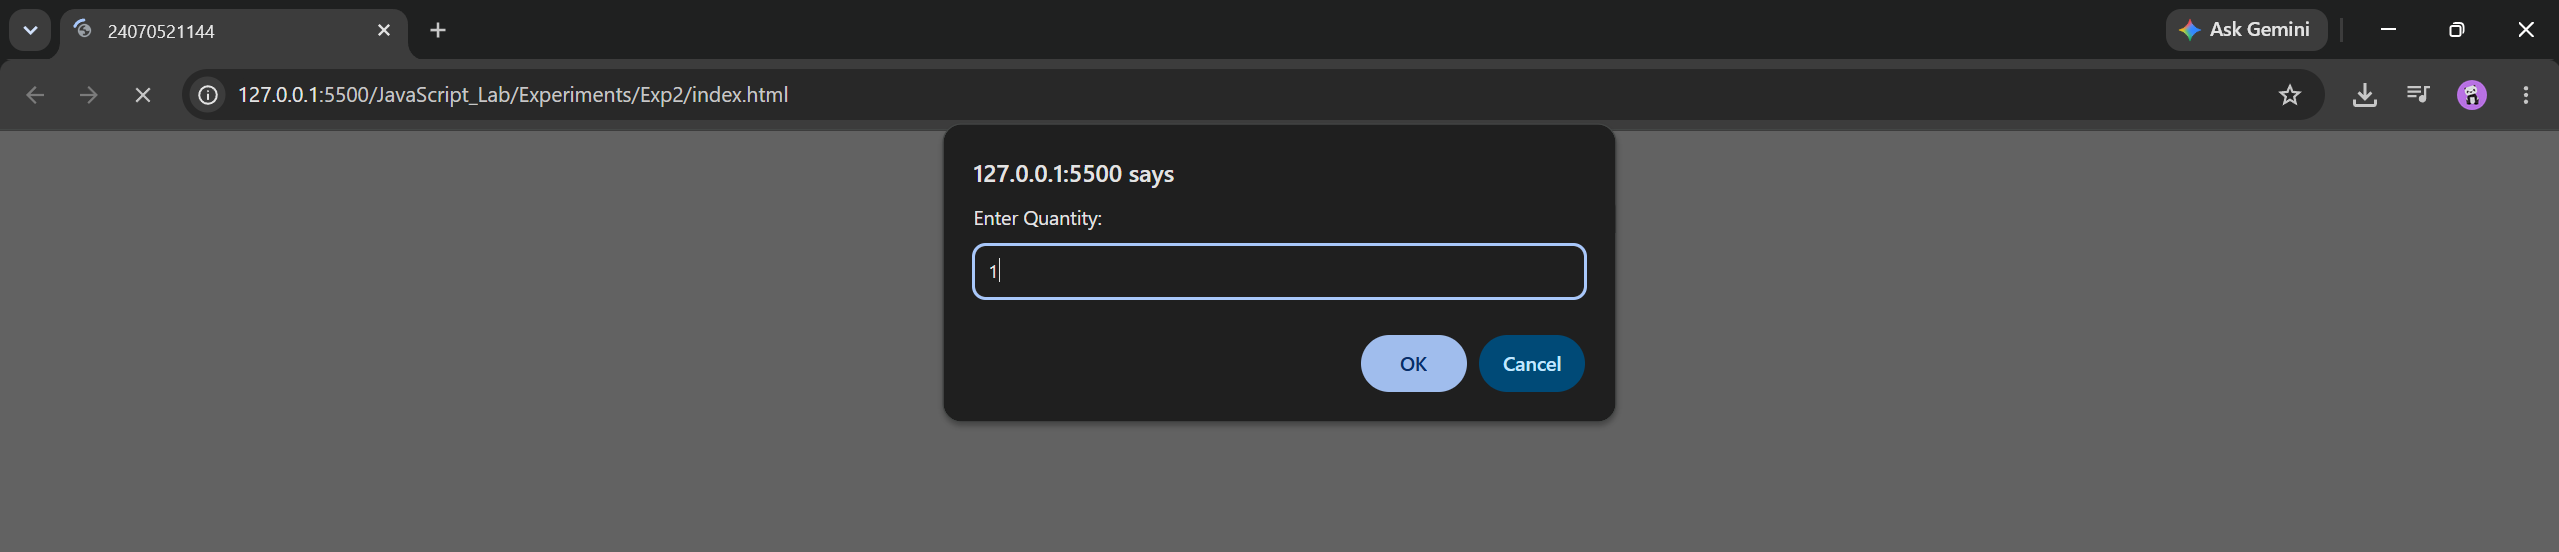 24070521144
Ask Gemini
127.0.0.1:5500/JavaScript_Lab/Experiments/Exp2/index.html
127.0.0.1:5500 says
Enter Quantity:
1
OK Cancel